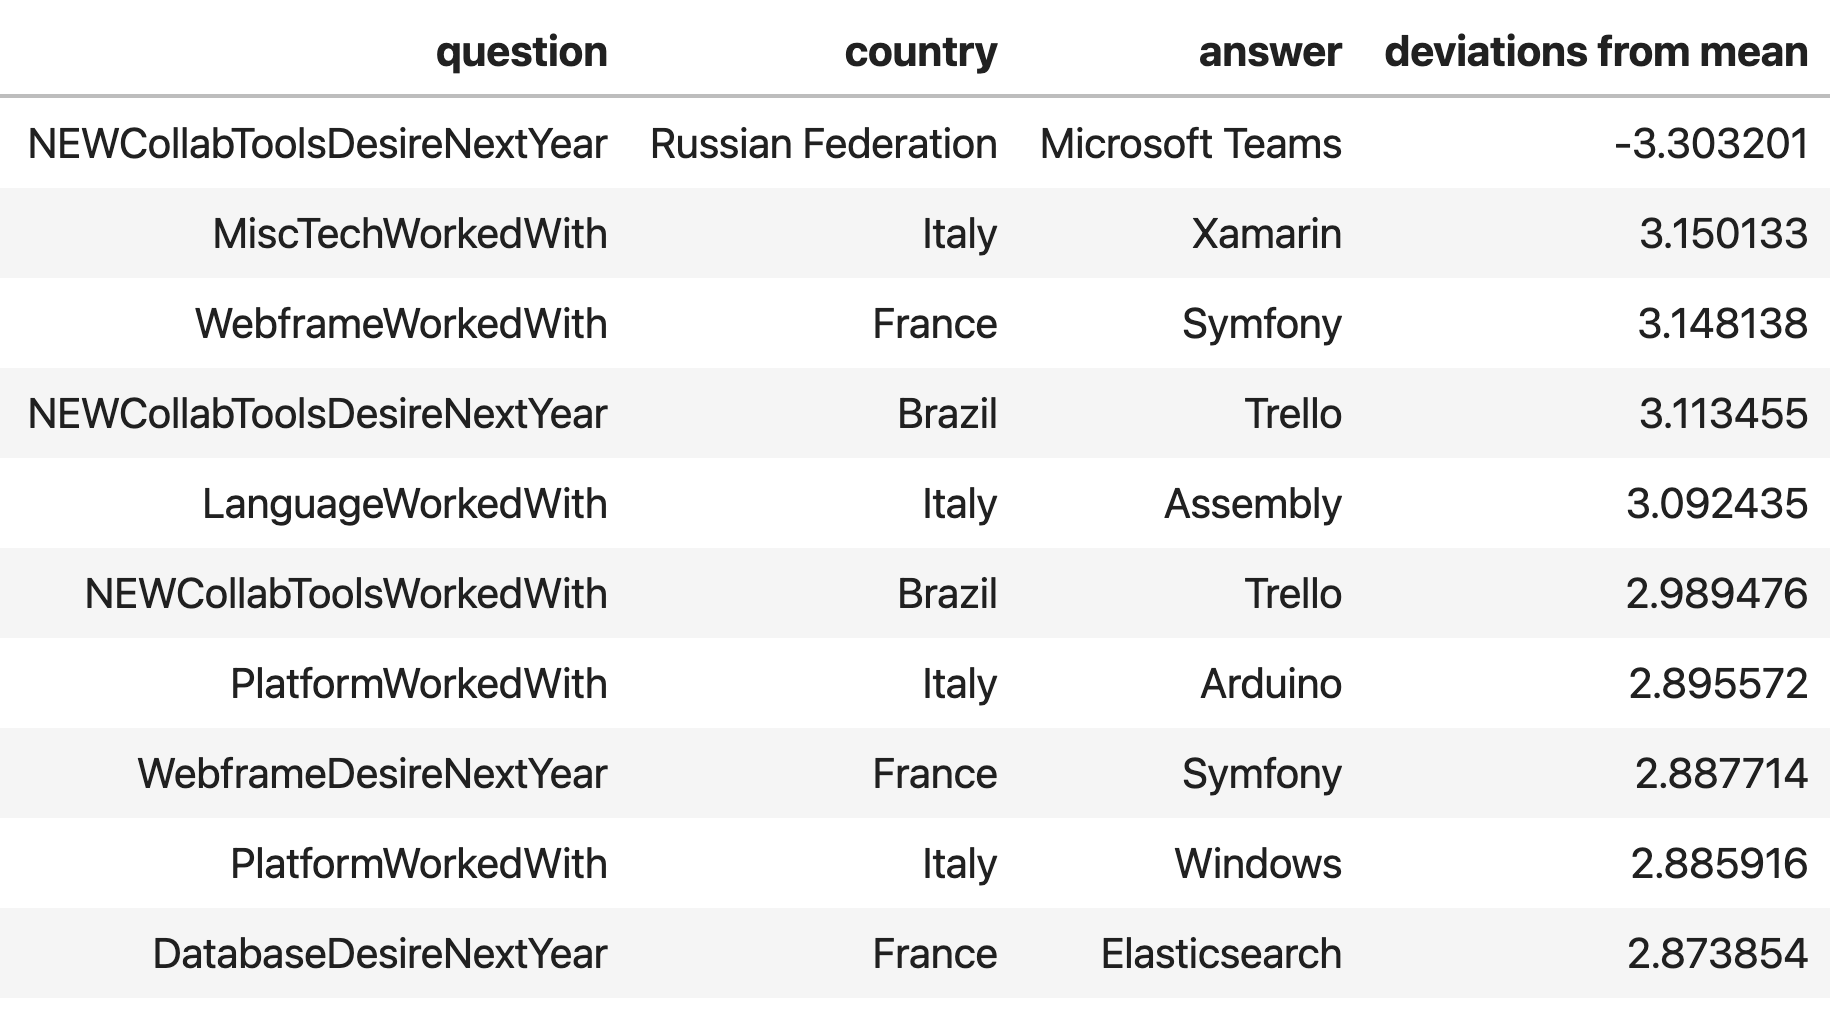 question country answer deviations from mean
NEWCollabToolsDesireNextYear Russian Federation Microsoft Teams -3.303201
MiscTechWorkedWith Italy Xamarin 3.150133
WebframeWorkedWith France Symfony 3.148138
NEWCollabToolsDesireNextYear Brazil Trello 3.113455
LanguageWorkedWith Italy Assembly 3.092435
NEWCollabToolsWorkedWith Brazil Trello 2.989476
PlatformWorkedWith Italy Arduino 2.895572
WebframeDesireNextYear France Symfony 2.887714
PlatformWorkedWith Italy Windows 2.885916
DatabaseDesireNextYear France Elasticsearch 2.873854